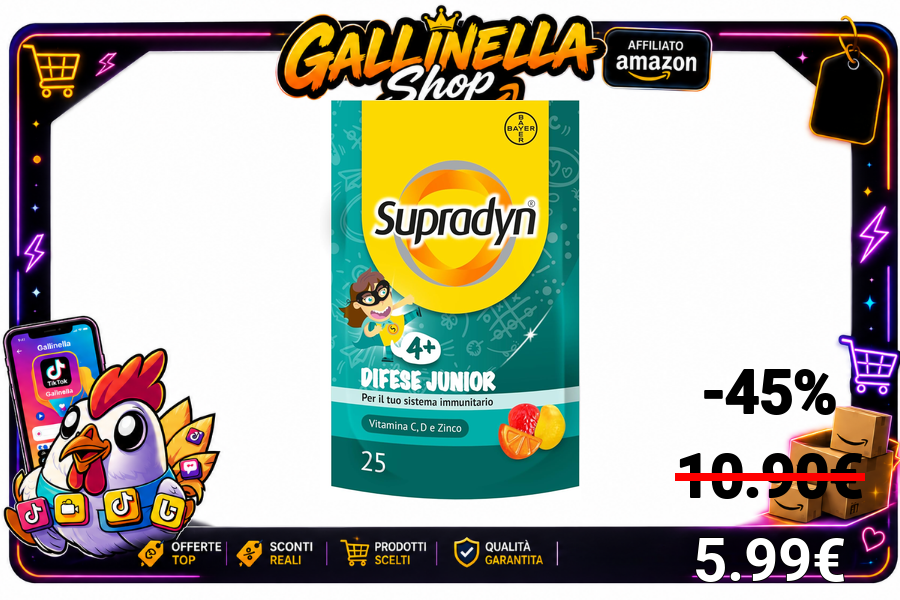 GALLINELLA
Shop
AFFILIATO
amazon
BAYER
BAYER
Supradyn®
4+
DIFESE JUNIOR
Per il tuo sistema immunitario
Vitamina C, D e Zinco
25
Gallinella
TikTok
Gallinella
-45%
10.90€
5.99€
OFFERTE
TOP
SCONTI
REALI
PRODOTTI
SCELTI
QUALITÀ
GARANTITA